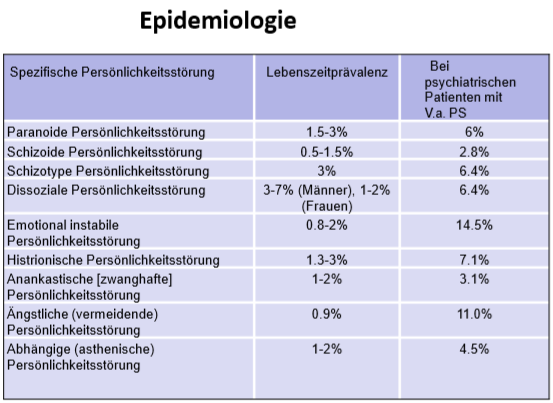 Epidemiologie
Spezifische Persönlichkeitsstörung Lebenszeitprävalenz Bei
psychiatrischen
Patienten mit
V.a. PS
Paranoide Persönlichkeitsstörung 1.5-3% 6%
Schizoide Persönlichkeitsstörung 0.5-1.5% 2.8%
Schizotype Persönlichkeitsstörung 3% 6.4%
Dissoziale Persönlichkeitsstörung 3-7% (Männer), 1-2% 6.4%
(Frauen)
Emotional instabile 0.8-2% 14.5%
Persönlichkeitsstörung
Histrionische Persönlichkeitsstörung 1.3-3% 7.1%
Anankastische [zwanghafte] 1-2% 3.1%
Persönlichkeitsstörung
Ängstliche (vermeidende) 0.9% 11.0%
Persönlichkeitsstörung
Abhängige (asthenische) 1-2% 4.5%
Persönlichkeitsstörung